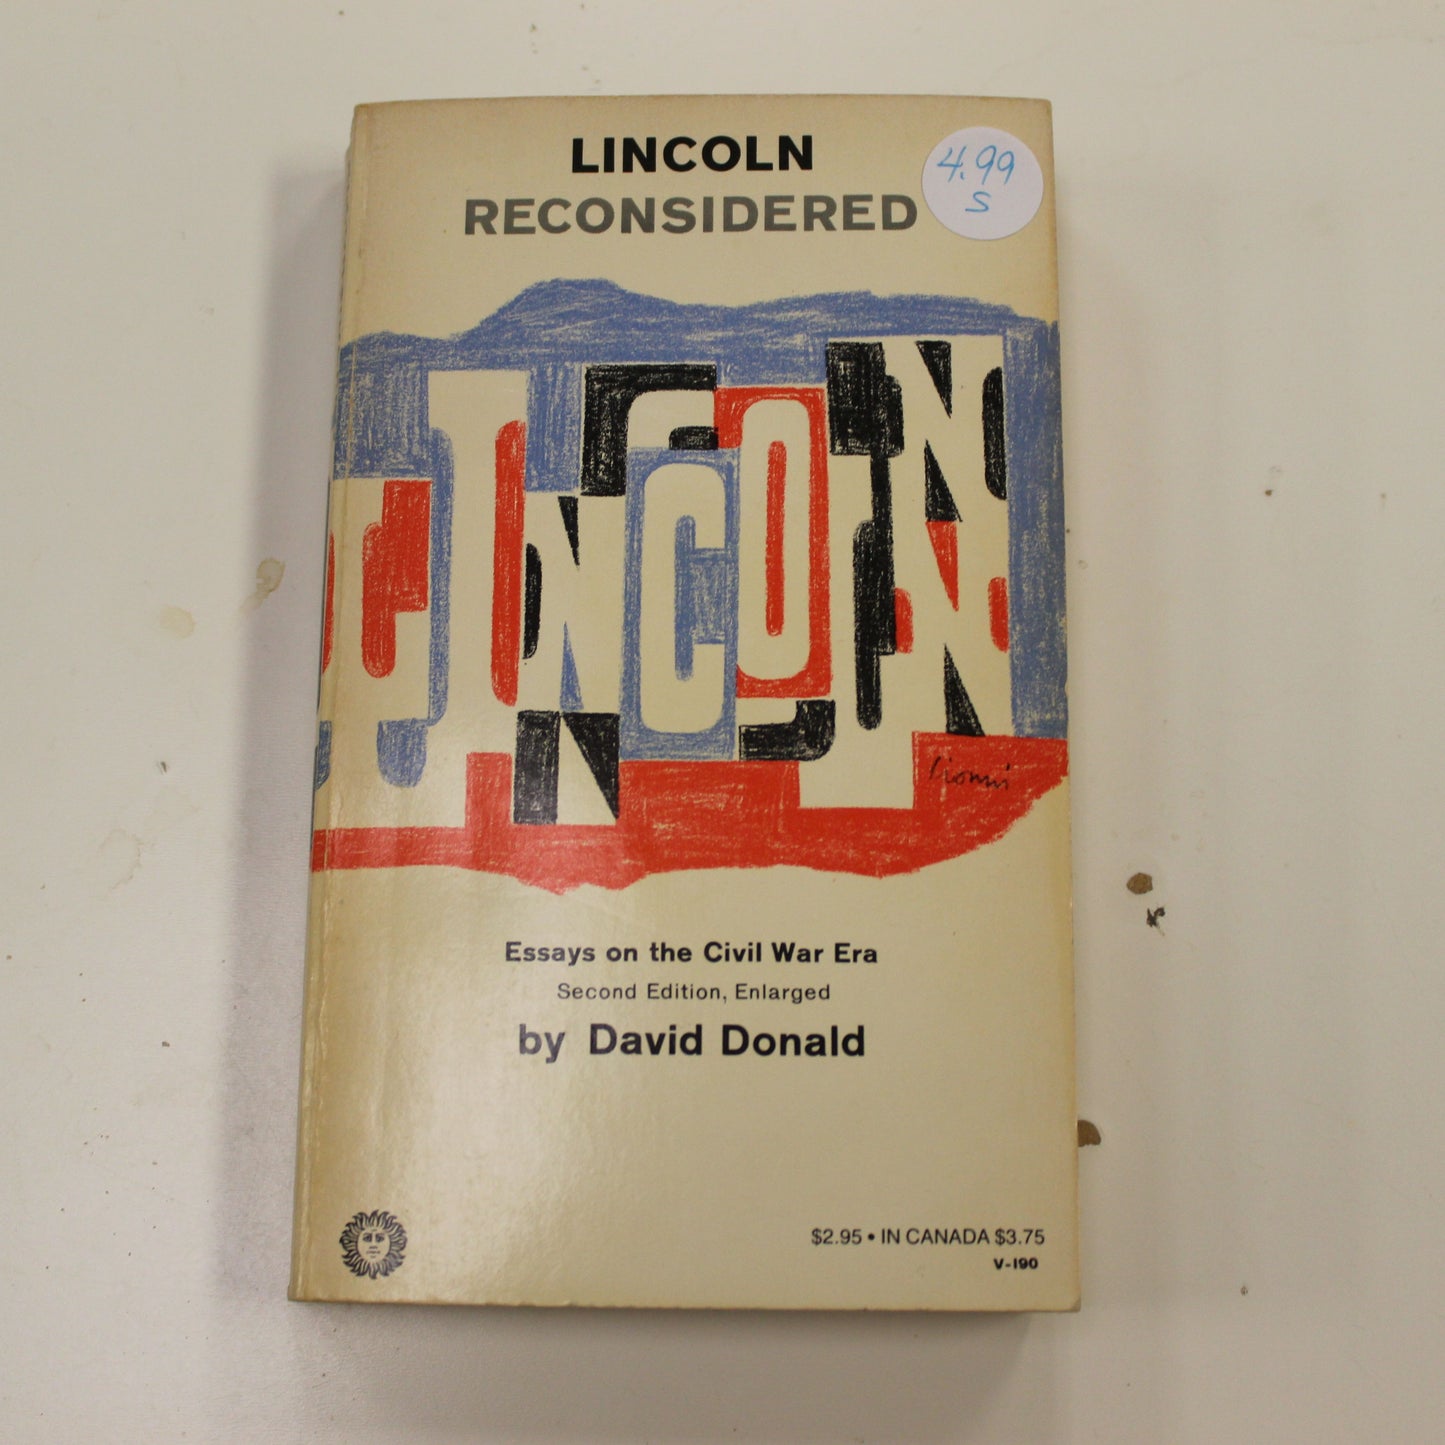 LINCOLN
RECONSIDERED
4.99
S
LINCOLN
Lionni
Essays on the Civil War Era
Second Edition, Enlarged
by David Donald
$2.95 • IN CANADA $3.75
V-190